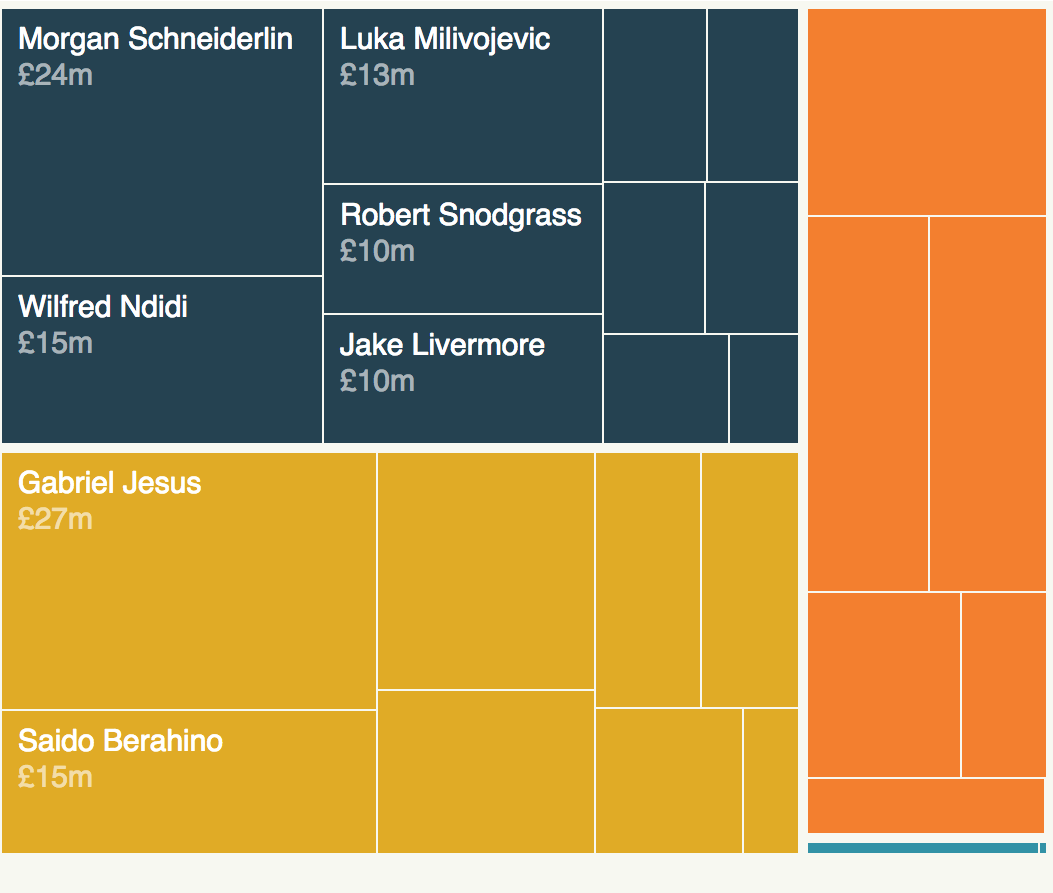 Morgan Schneiderlin
£24m
Luka Milivojevic
£13m
Robert Snodgrass
£10m
Wilfred Ndidi
£15m
Jake Livermore
£10m
Gabriel Jesus
£27m
Saido Berahino
£15m